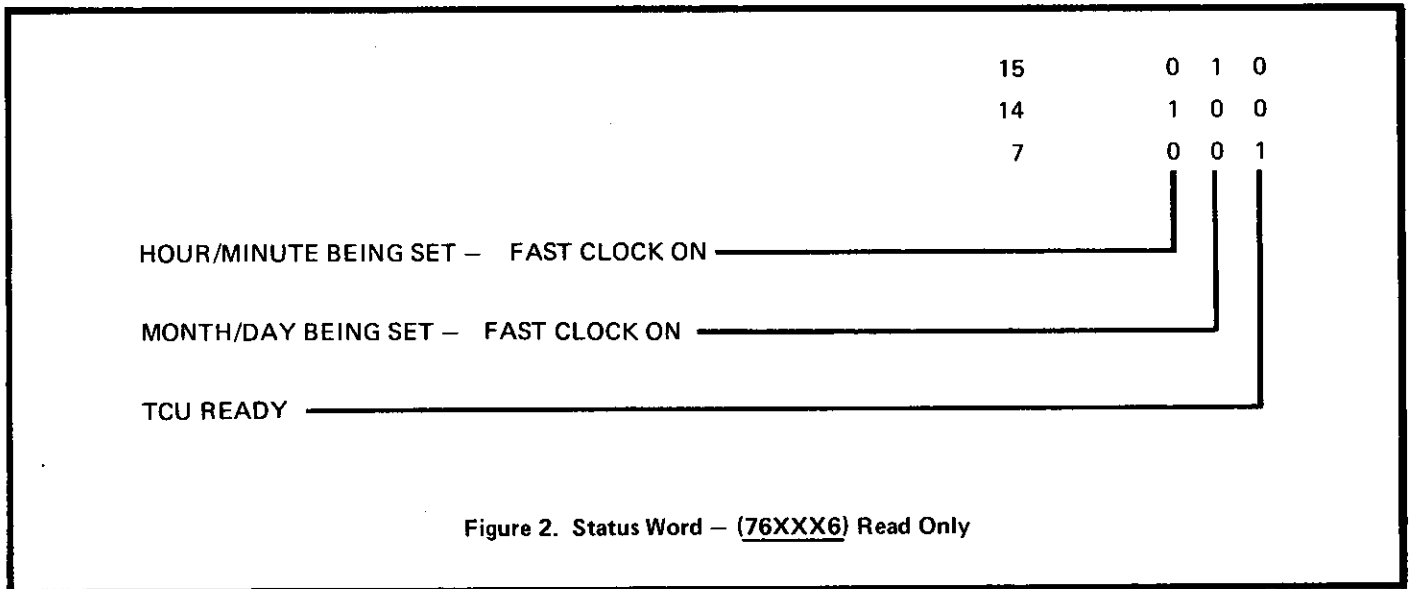 15 0 1 0
14 1 0 0
7 0 0 1
HOUR/MINUTE BEING SET — FAST CLOCK ON
MONTH/DAY BEING SET — FAST CLOCK ON
TCU READY
Figure 2. Status Word — (76XXX6) Read Only